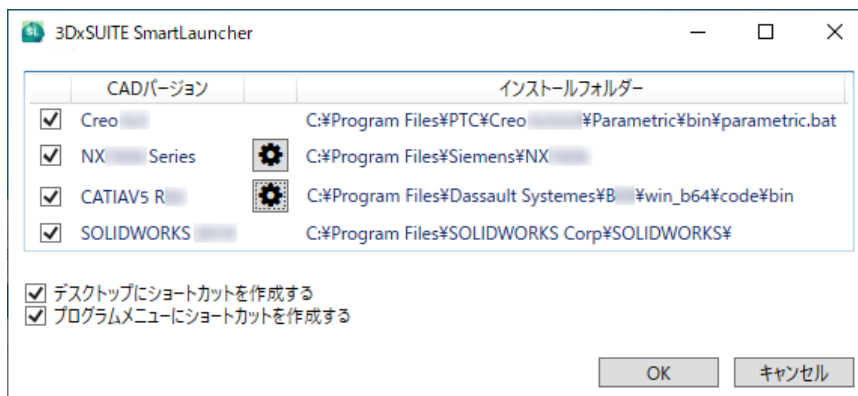 SL 3DxSUITE SmartLauncher
CADバージョン インストールフォルダー
Creo C:¥Program Files¥PTC¥Creo ¥Parametric¥bin¥parametric.bat
NX Series C:¥Program Files¥Siemens¥NX
CATIAV5 R C:¥Program Files¥Dassault Systemes¥B ¥win_b64¥code¥bin
SOLIDWORKS C:¥Program Files¥SOLIDWORKS Corp¥SOLIDWORKS¥
デスクトップにショートカットを作成する
プログラムメニューにショートカットを作成する
OK キャンセル